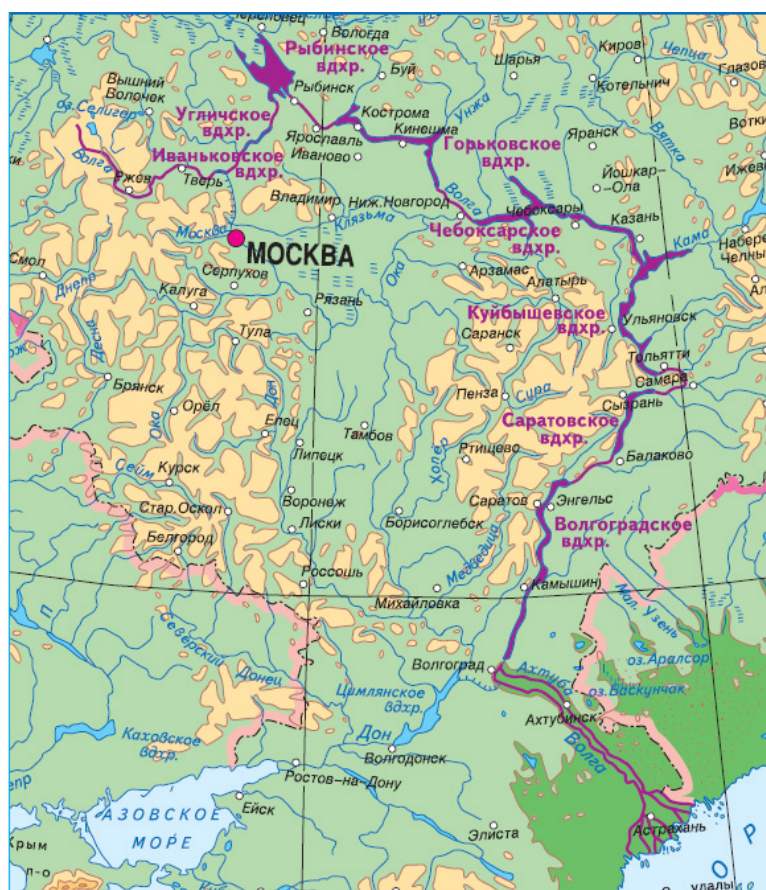 Вологда
Рыбинское
вдхр.
Киров
Чепца
Шарья
Вышний
Волочек
Буй
Котельнич
Глазов
оз.Селигер
Рыбинск
Угличское
вдхр.
Кострома
Унжа
Кинешма
Ярославль
Иваново
Горьковское
вдхр.
Яранск
Вятка
Волга
Иваньковское
вдхр.
Ржев
Тверь
Йошкар-
Ола
Владимир
Ниж.Новгород
Волга
Клязьма
Чебоксары
Казань
Москва
МОСКВА
Чебоксарское
вдхр.
Кама
Набере
Челны
Смол
Днепр
Серпухов
Ока
Арзамас
Калуга
Рязань
Алатырь
Куйбышевское
вдхр.
Ульяновск
Десна
Тула
Саранск
Тольятти
Самара
Брянск
Дон
Пенза
Сура
Сызрань
Орёл
Ока
Елец
Тамбов
Хопёр
Саратовское
вдхр.
Липецк
Ртищево
Балаково
Сейм
Курск
Воронеж
Саратов
Энгельс
Стар.Оскол
Лиски
Борисоглебск
Волгоградское
вдхр.
Белгород
Медведица
Россошь
Камышин
Михайловка
Мал. Узень
Северский
Донец
Волгоград
Ахтуба
оз.Аралсор
Цимлянское
вдхр.
оз.Баскунчак
Каховское
вдхр.
Дон
Ахтубинск
Волгодонск
Волга
Ростов-на-Дону
АЗОВСКОЕ
МОРЕ
Ейск
Элиста
Астрахань
Крым
п-о